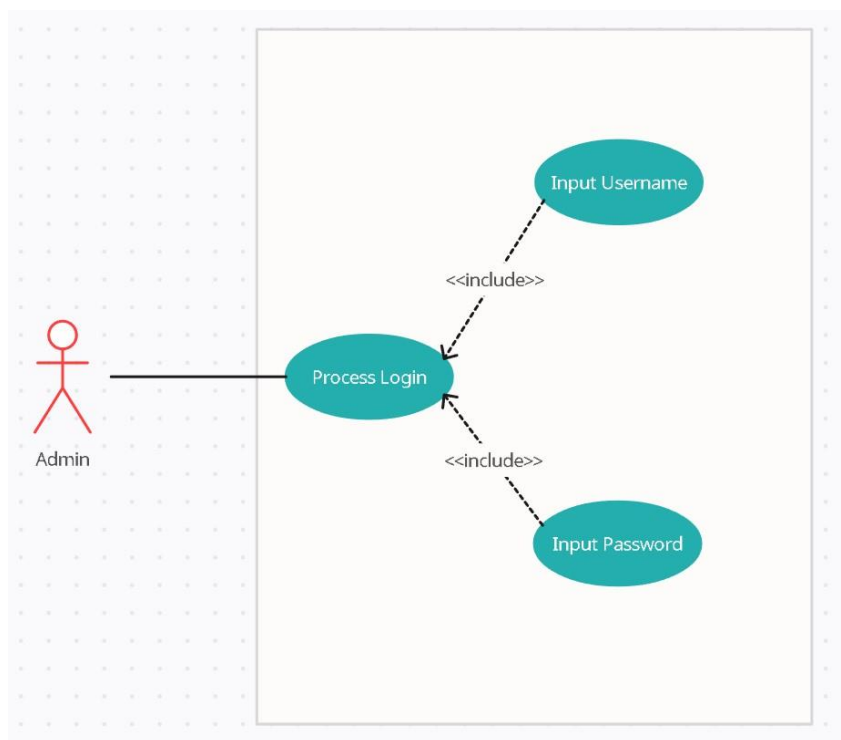 Input Username
<<include>>
Process Login
Admin
<<include>>
Input Password